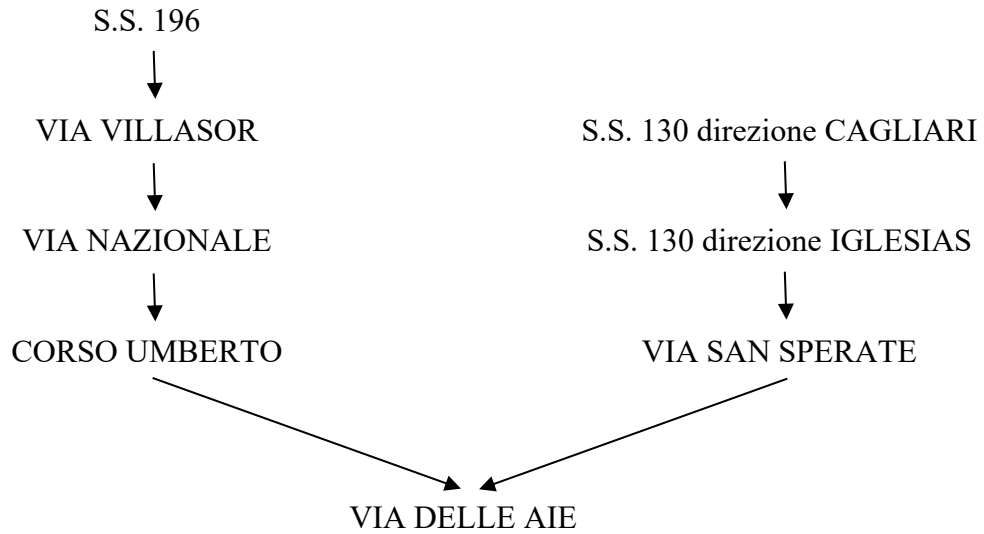 S.S. 196
VIA VILLASOR
VIA NAZIONALE
CORSO UMBERTO
S.S. 130 direzione CAGLIARI
S.S. 130 direzione IGLESIAS
VIA SAN SPERATE
VIA DELLE AIE